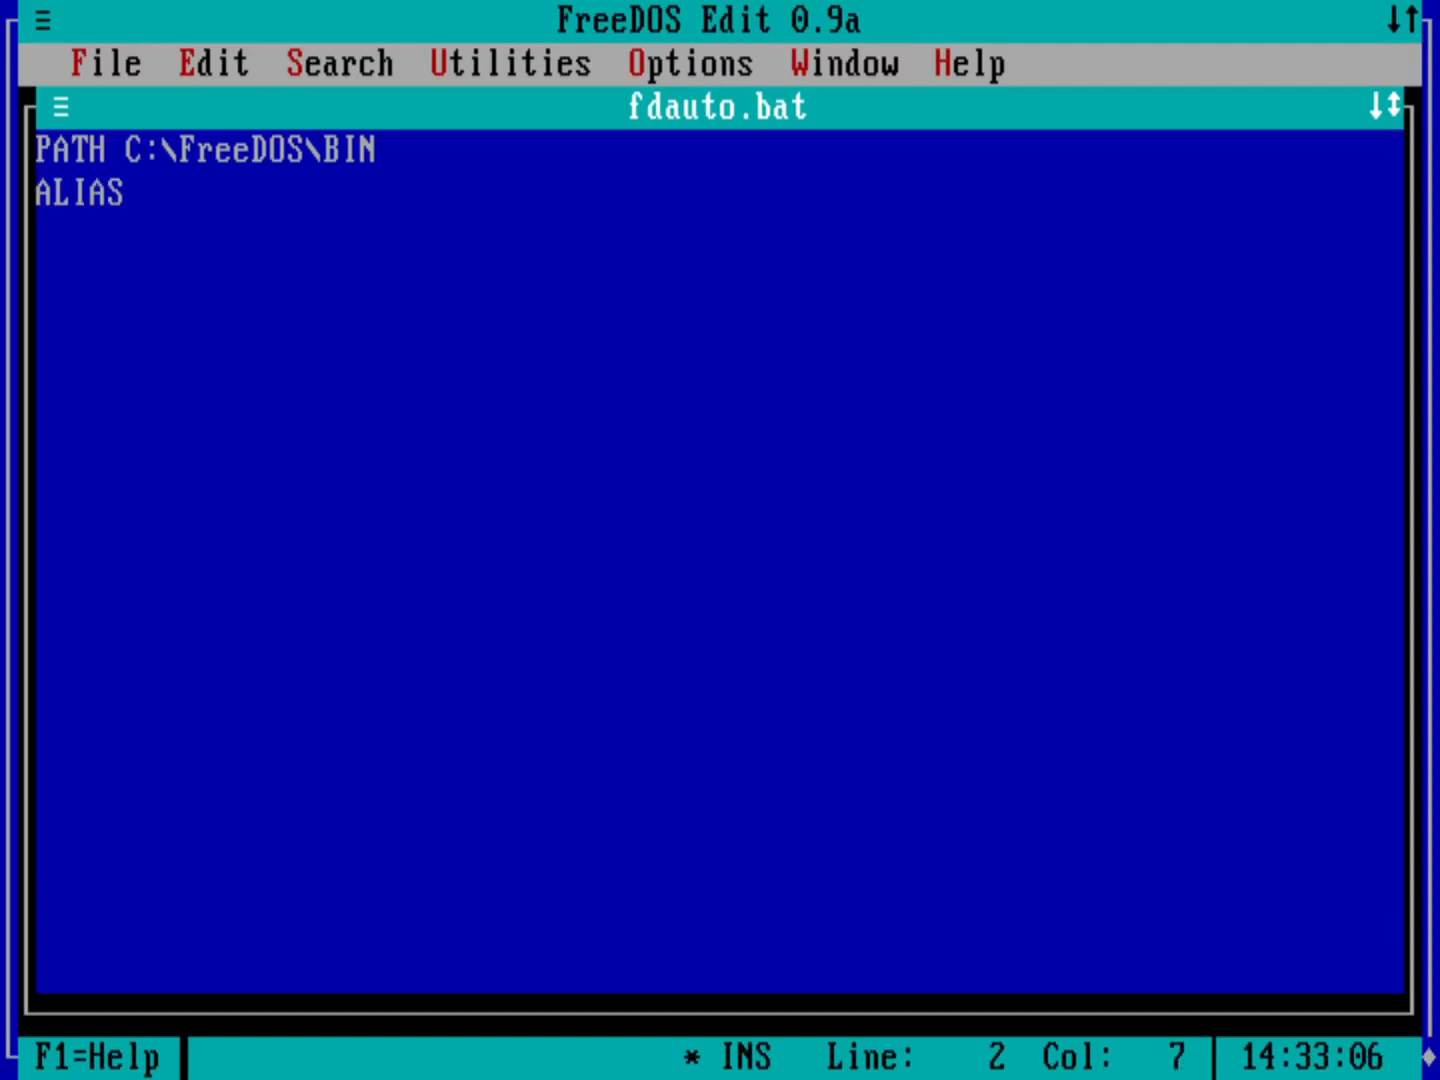 FreeDOS Edit 0.9a
File Edit Search Utilities Options Window Help
fdauto.bat
PATH C:\FreeDOS\BIN
ALIAS
F1=Help * INS Line: 2 Col: 7 14:33:06